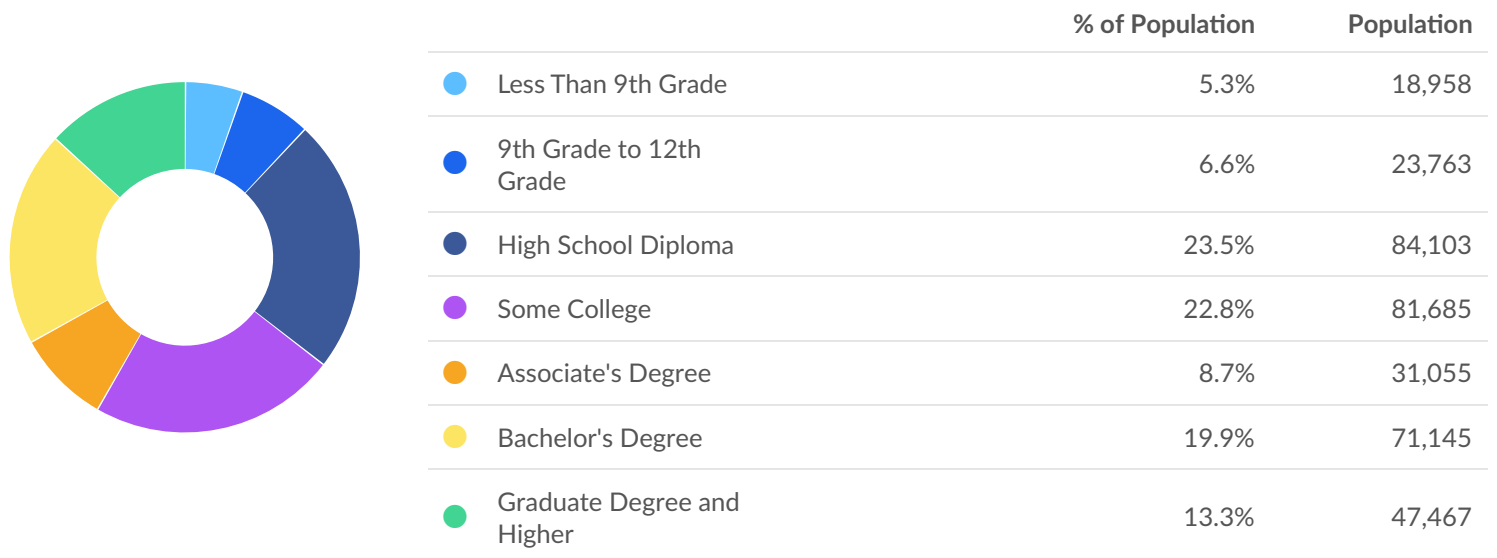 % of Population Population
Less Than 9th Grade 5.3% 18,958
9th Grade to 12th
Grade 6.6% 23,763
High School Diploma 23.5% 84,103
Some College 22.8% 81,685
Associate's Degree 8.7% 31,055
Bachelor's Degree 19.9% 71,145
Graduate Degree and
Higher 13.3% 47,467